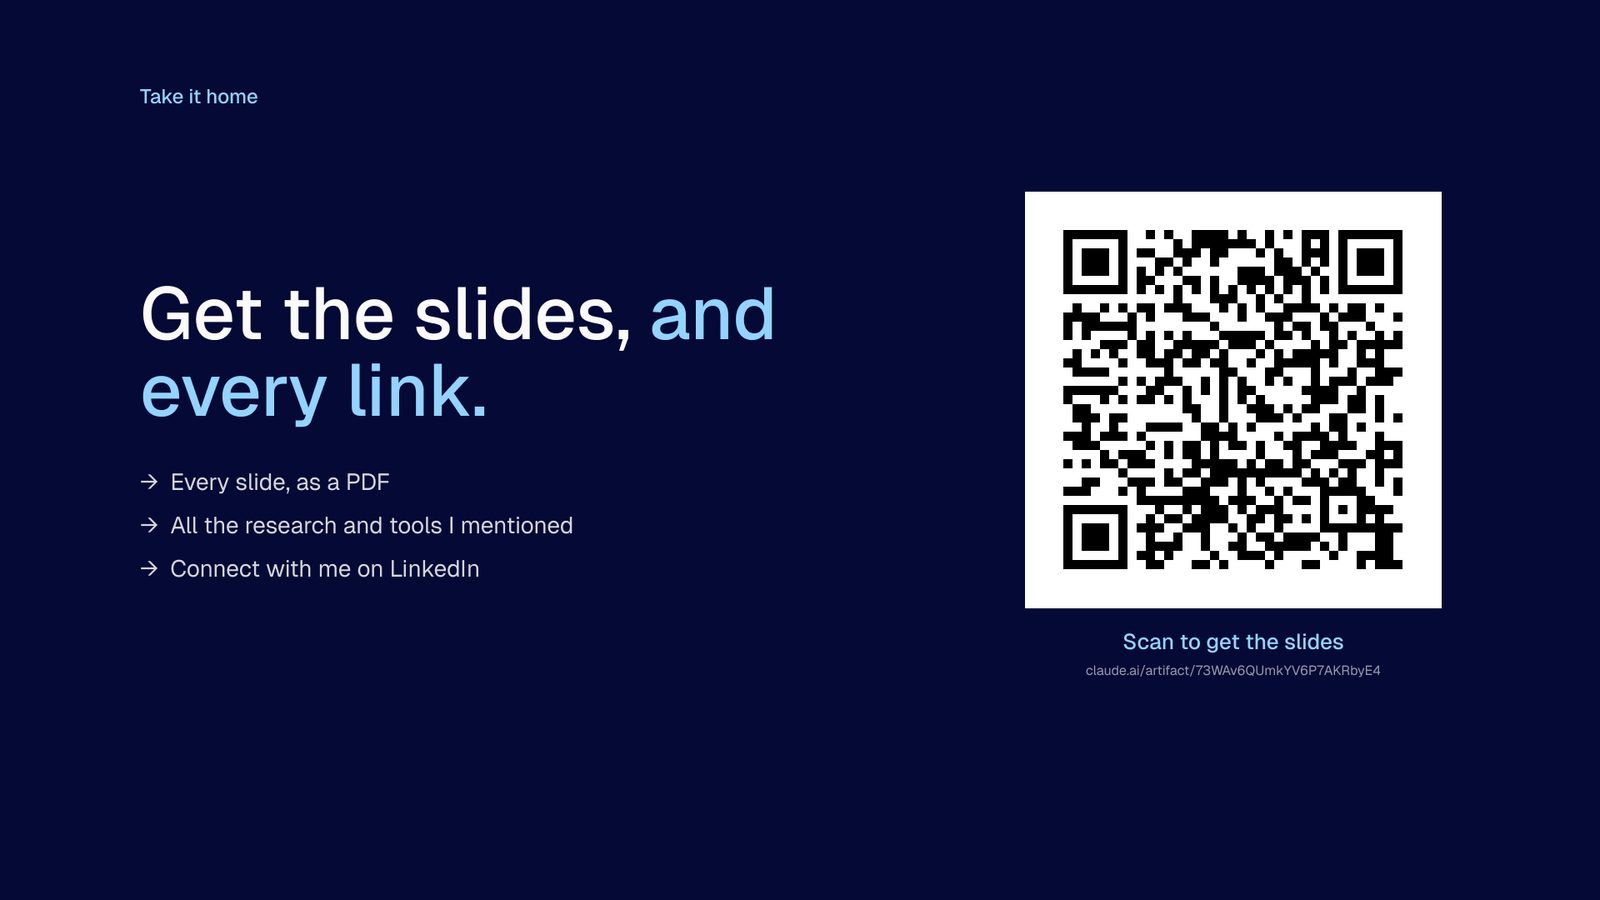 Take it home
Get the slides, and
every link.
→ Every slide, as a PDF
→ All the research and tools I mentioned
→ Connect with me on LinkedIn
Scan to get the slides
claude.ai/artifact/73WAv6QUmkYV6P7AKRbyE4